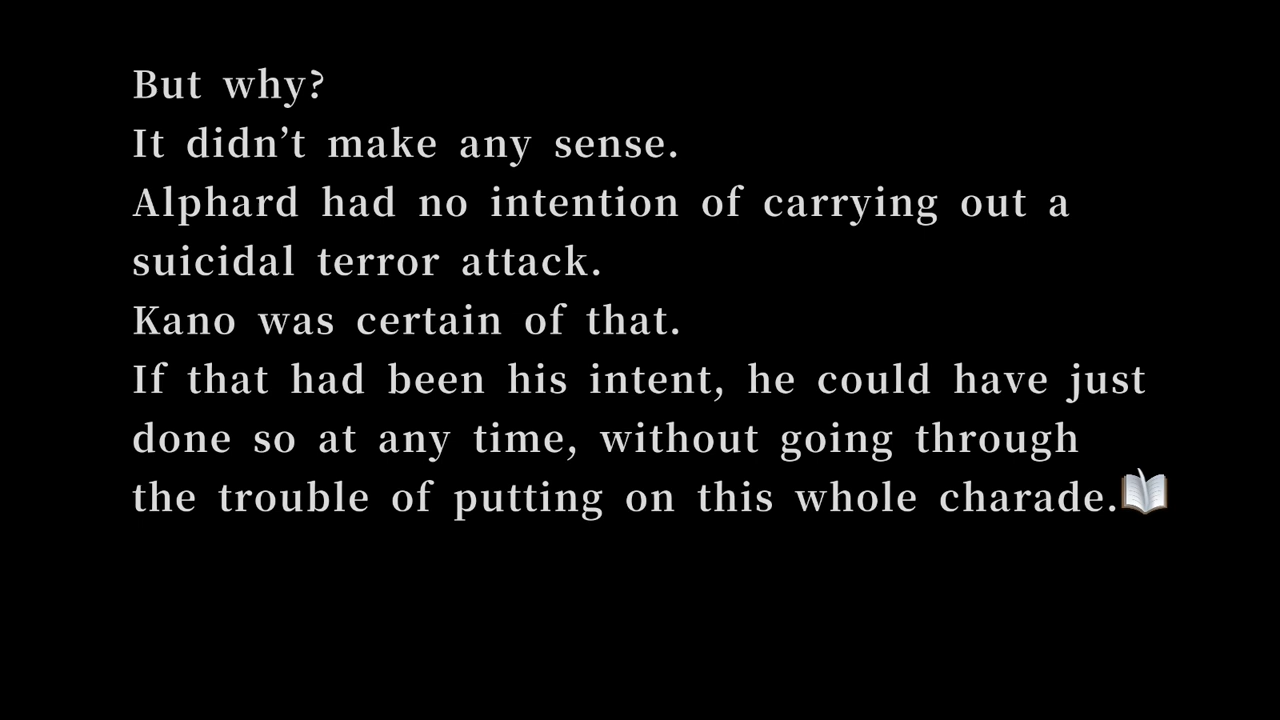 But why?
It didn’t make any sense.
Alphard had no intention of carrying out a
suicidal terror attack.
Kano was certain of that.
If that had been his intent, he could have just
done so at any time, without going through
the trouble of putting on this whole charade.